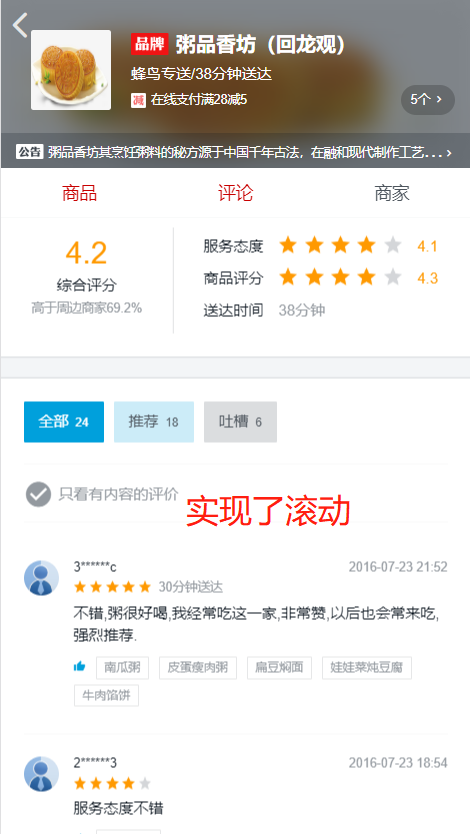 品牌 粥品香坊（回龙观）
蜂鸟专送/38分钟送达
减 在线支付满28减5
5个 >
公告 粥品香坊其烹饪粥料的秘方源于中国千年古法，在融和现代制作工艺... >
商品 评论 商家
4.2
综合评分
高于周边商家69.2%
服务态度 4.1
商品评分 4.3
送达时间 38分钟
全部 24 推荐 18 吐槽 6
只看有内容的评价
实现了滚动
3******c 2016-07-23 21:52
30分钟送达
不错,粥很好喝,我经常吃这一家,非常赞,以后也会常来吃,
强烈推荐.
南瓜粥 皮蛋瘦肉粥 扁豆焖面 娃娃菜炖豆腐
牛肉馅饼
2******3 2016-07-23 18:54
服务态度不错